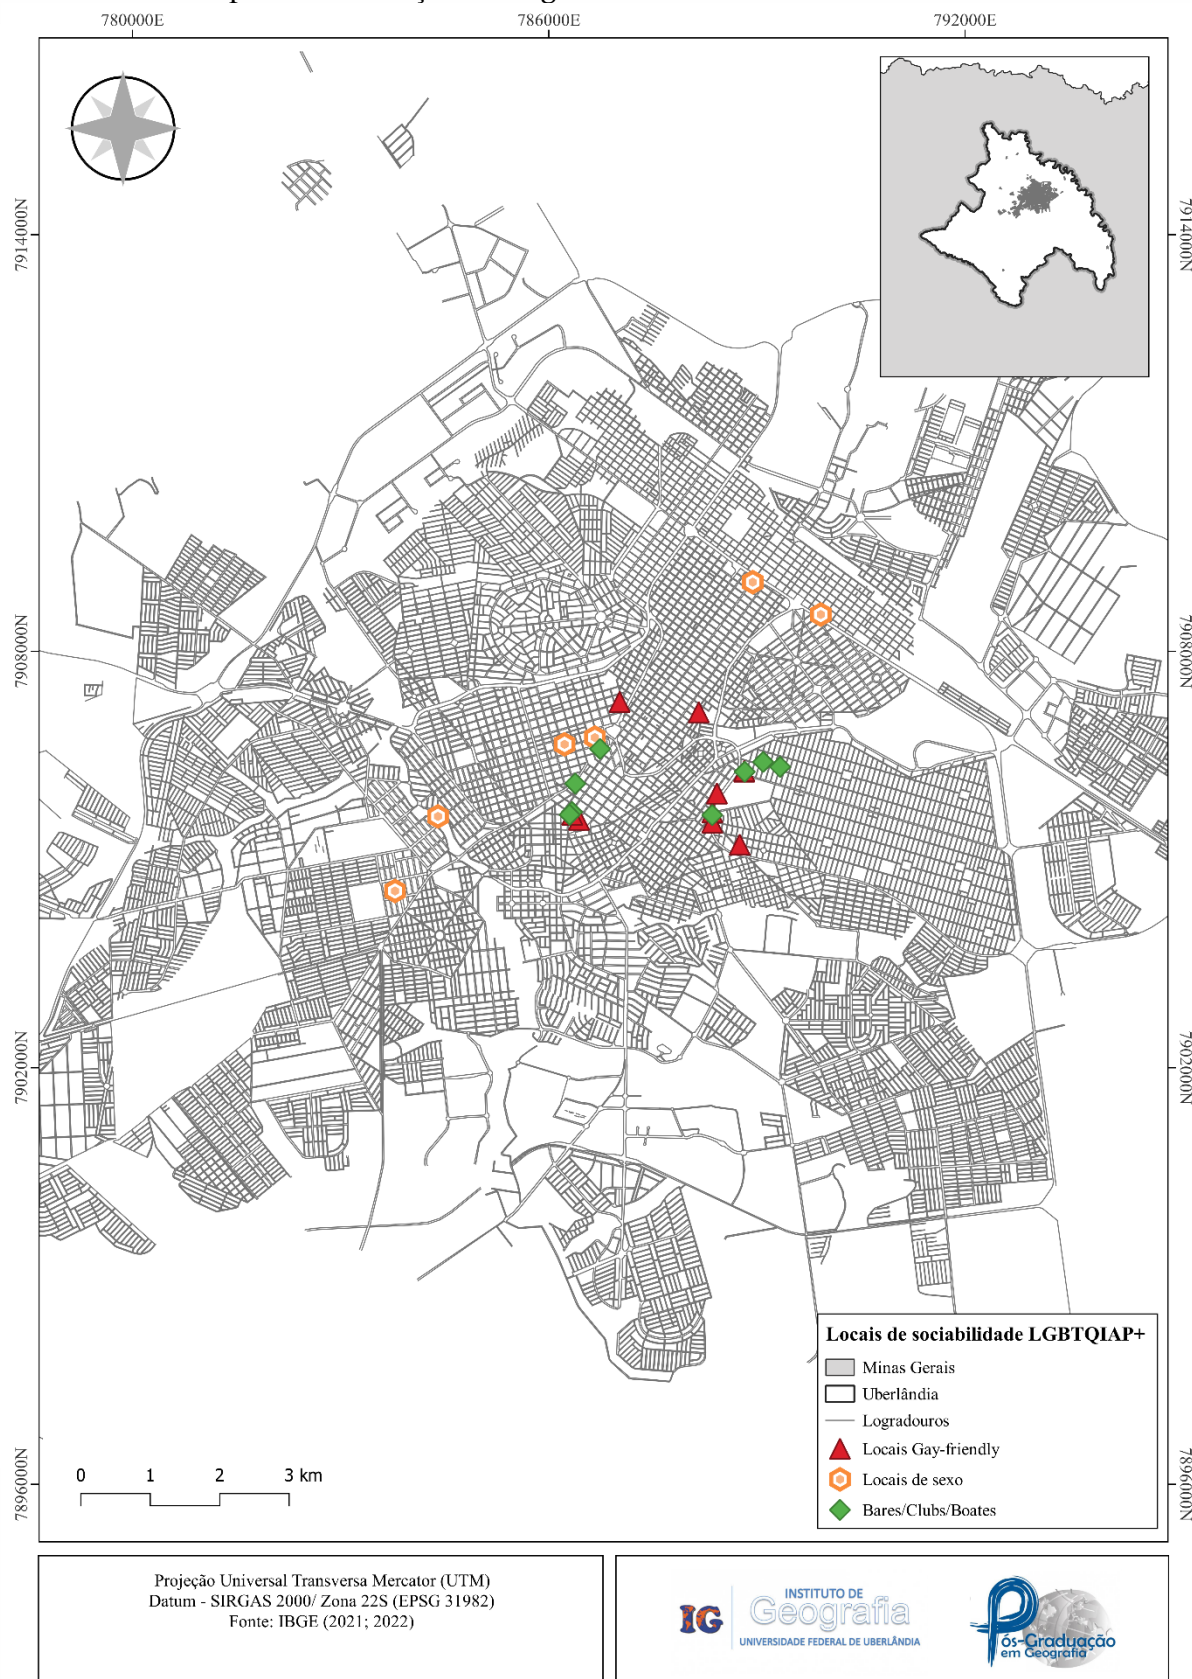 780000E
786000E
792000E
7914000N
7914000N
7908000N
7908000N
7902000N
7902000N
7896000N
7896000N
0 1 2 3 km
Locais de sociabilidade LGBTQIAP+
Minas Gerais
Uberlândia
Logradouros
Locais Gay-friendly
Locais de sexo
Bares/Clubs/Boates
Projeção Universal Transversa Mercator (UTM)
Datum - SIRGAS 2000/ Zona 22S (EPSG 31982)
Fonte: IBGE (2021; 2022)
IG
INSTITUTO DE
Geografia
UNIVERSIDADE FEDERAL DE UBERLÂNDIA
Pós-Graduação
em Geografia